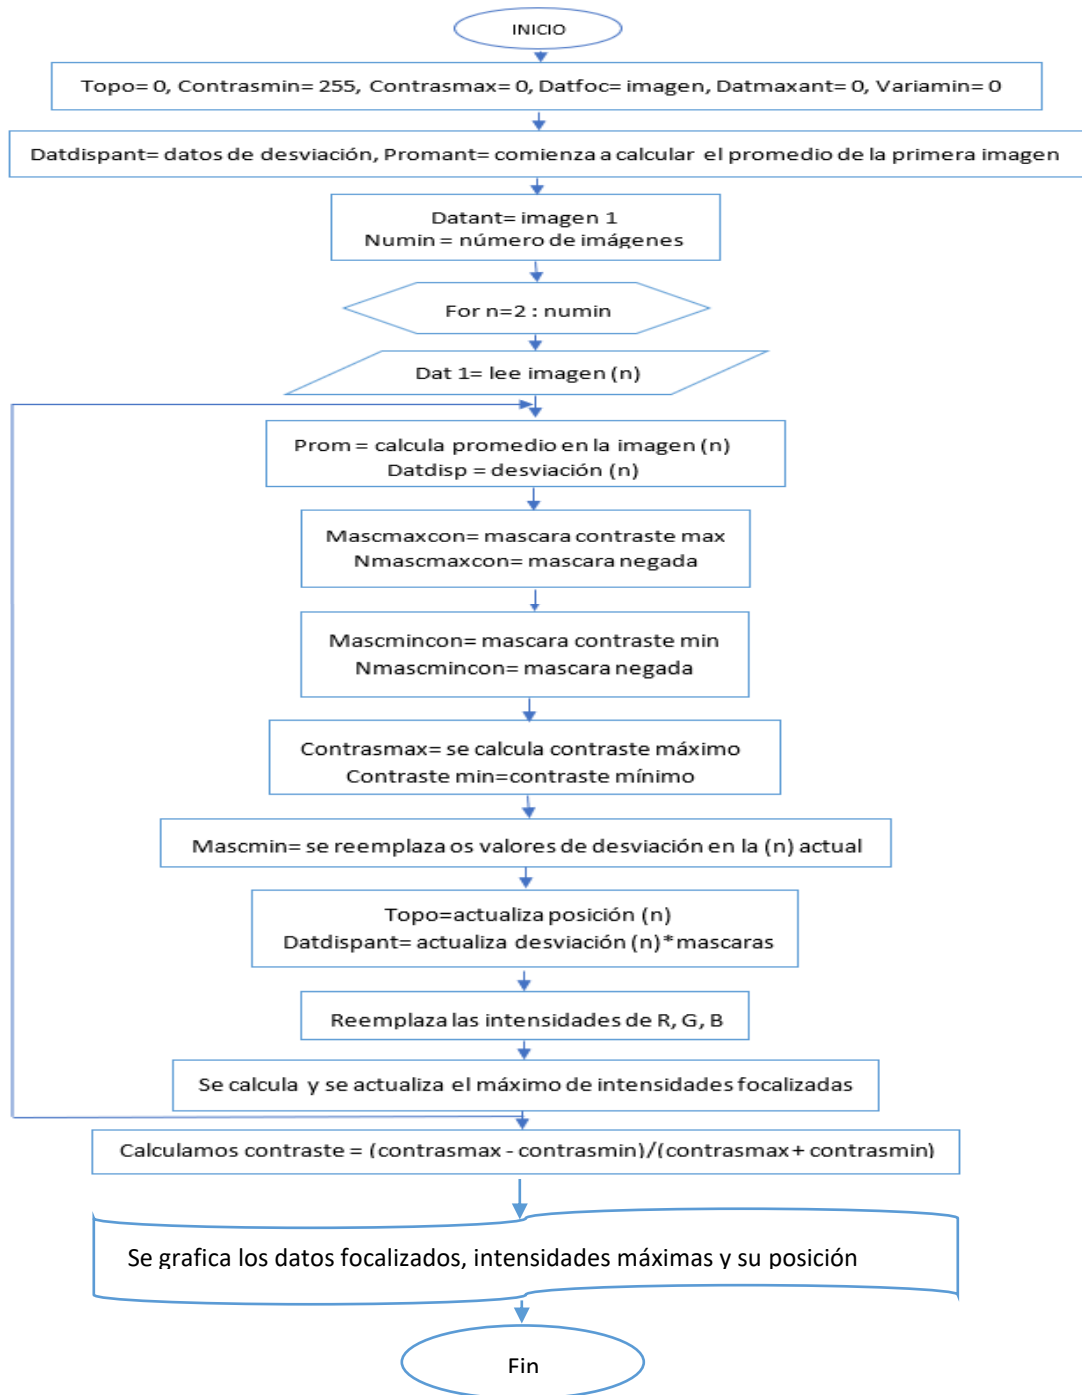 INICIO
Topo= 0, Contrasmin= 255, Contrasmax= 0, Datfoc= imagen, Datmaxant= 0, Variamin= 0
Datdispant= datos de desviación, Promant= comienza a calcular el promedio de la primera imagen
Datant= imagen 1
Numin = número de imágenes
For n=2 : numin
Dat 1= lee imagen (n)
Prom = calcula promedio en la imagen (n)
Datdisp = desviación (n)
Mascmaxcon= mascara contraste max
Nmascmaxcon= mascara negada
Mascmincon= mascara contraste min
Nmascmincon= mascara negada
Contrasmax= se calcula contraste máximo
Contraste min=contraste mínimo
Mascmin= se reemplaza os valores de desviación en la (n) actual
Topo=actualiza posición (n)
Datdispant= actualiza desviación (n)*mascaras
Reemplaza las intensidades de R, G, B
Se calcula y se actualiza el máximo de intensidades focalizadas
Calculamos contraste = (contrasmax - contrasmin)/(contrasmax + contrasmin)
Se grafica los datos focalizados, intensidades máximas y su posición
Fin